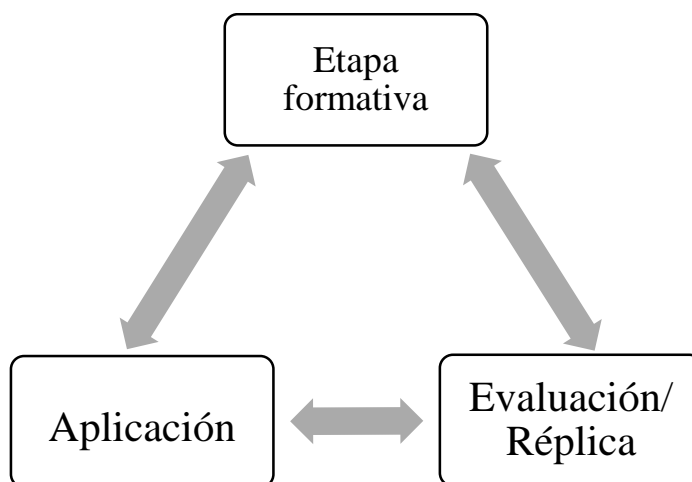 Etapa
formativa
Aplicación
Evaluación/
Réplica